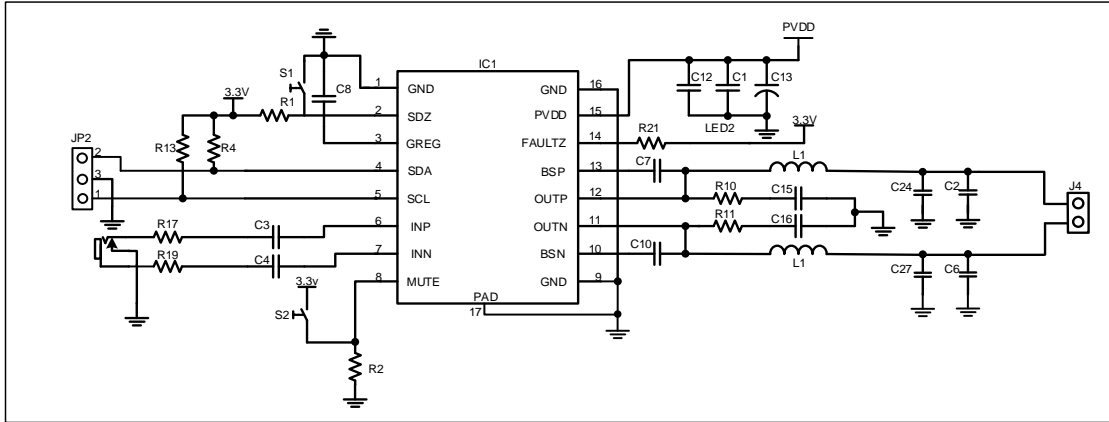 PVDD
IC1
S1
C8
3.3V
R1
1
GND
2
SDZ
3
GREG
JP2
2
3
1
R13
R4
4
SDA
5
SCL
R17
C3
6
INP
R19
C4
7
INN
3.3v
8
MUTE
S2
R2
PAD
17
GND
16
PVDD
15
C12
C1
C13
LED2
FAULTZ
14
R21
3.3V
BSP
13
C7
L1
OUTP
12
R10
C15
C24
C2
J4
OUTN
11
R11
C16
BSN
10
C10
L1
GND
9
C27
C6